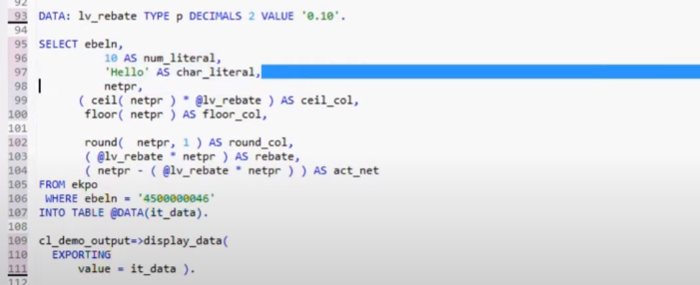 92
93 DATA: lv_rebate TYPE p DECIMALS 2 VALUE '0.10'.
94
95 SELECT ebeln,
96 10 AS num_literal,
97 'Hello' AS char_literal,
98 netpr,
99 ( ceil( netpr ) * @lv_rebate ) AS ceil_col,
100 floor( netpr ) AS floor_col,
101
102 round( netpr, 1 ) AS round_col,
103 ( @lv_rebate * netpr ) AS rebate,
104 ( netpr - ( @lv_rebate * netpr ) ) AS act_net
105 FROM ekpo
106 WHERE ebeln = '4500000046'
107 INTO TABLE @DATA(it_data).
108
109 cl_demo_output=>display_data(
110 EXPORTING
111 value = it_data ).
112